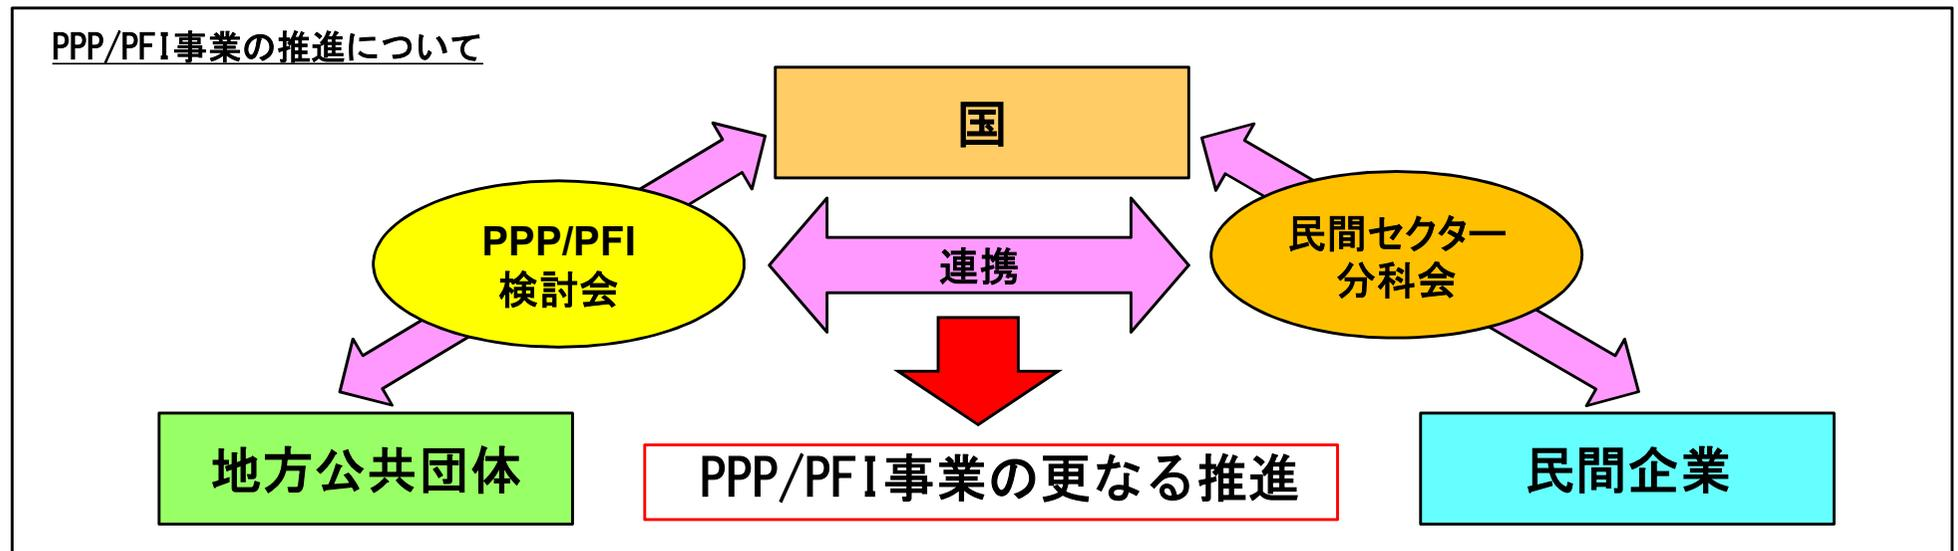 PPP/PFI事業の推進について
国
PPP/PFI
検討会
連携
民間セクター
分科会
地方公共団体
PPP/PFI事業の更なる推進
民間企業